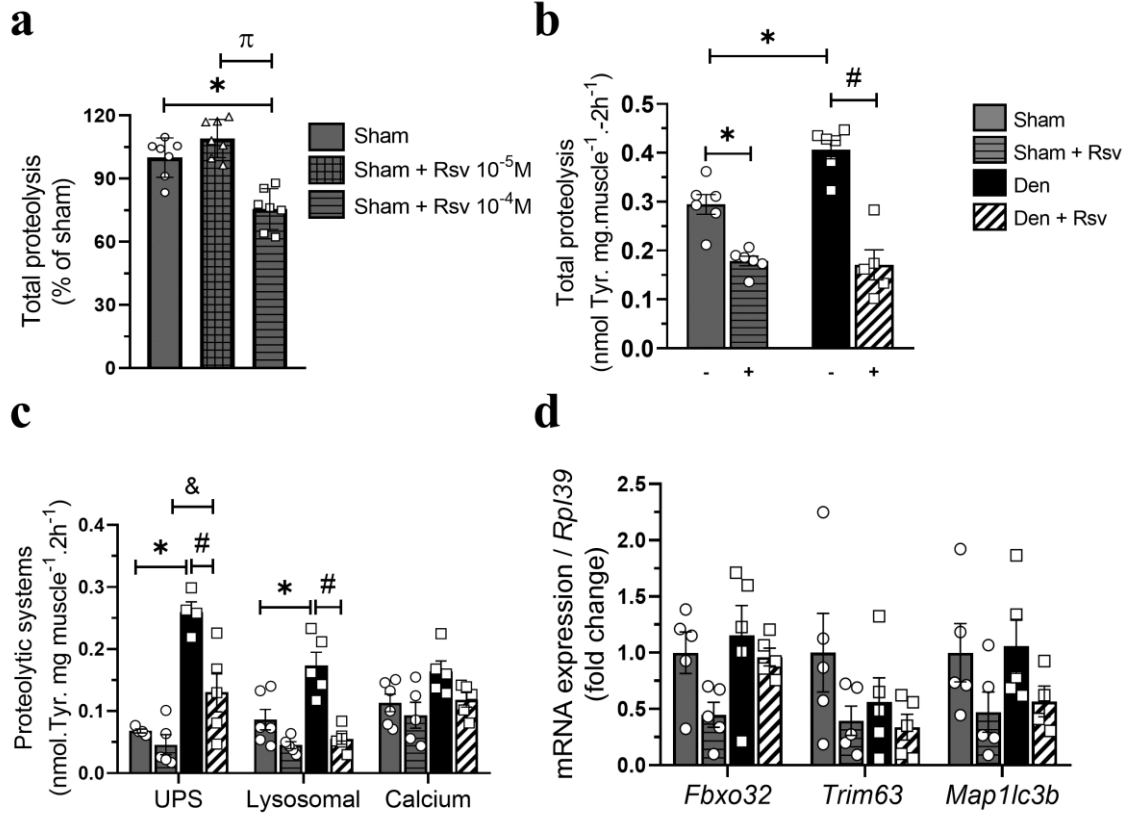 a
π
*
120
90
60
30
0
Total proteolysis
(% of sham)
Sham
Sham + Rsv 10⁻⁵M
Sham + Rsv 10⁻⁴M
b
*
#
*
0.5
0.4
0.3
0.2
0.1
0.0
Total proteolysis
(nmol Tyr. mg.muscle⁻¹.-2h⁻¹)
- + - +
Sham
Sham + Rsv
Den
Den + Rsv
c
&
* #
* #
0.4
0.3
0.2
0.1
0.0
Proteolytic systems
(nmol.Tyr. mg muscle⁻¹.2h⁻¹)
UPS Lysosomal Calcium
d
2.5
2.0
1.5
1.0
0.5
0.0
mRNA expression / Rpl39
(fold change)
Fbxo32 Trim63 Map1lc3b